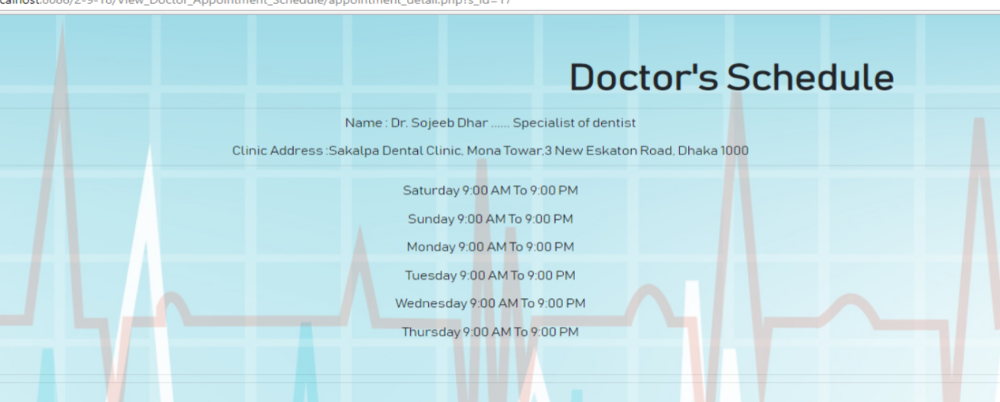 calhost:8080/2-9-18/View_Doctor_Appointment_Schedule/appointment_detail.php?s_id=17
Doctor's Schedule
Name : Dr. Sojeeb Dhar ...... Specialist of dentist
Clinic Address :Sakalpa Dental Clinic, Mona Towar,3 New Eskaton Road, Dhaka 1000
Saturday 9:00 AM To 9:00 PM
Sunday 9:00 AM To 9:00 PM
Monday 9:00 AM To 9:00 PM
Tuesday 9:00 AM To 9:00 PM
Wednesday 9:00 AM To 9:00 PM
Thursday 9:00 AM To 9:00 PM